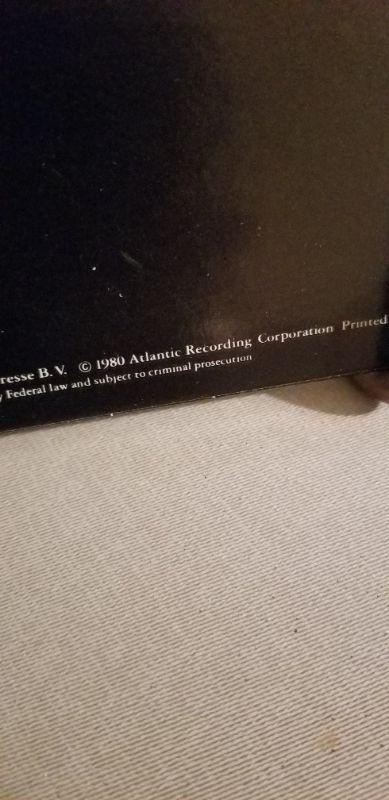 resse B.V. © 1980 Atlantic Recording Corporation Printed
y Federal law and subject to criminal prosecution